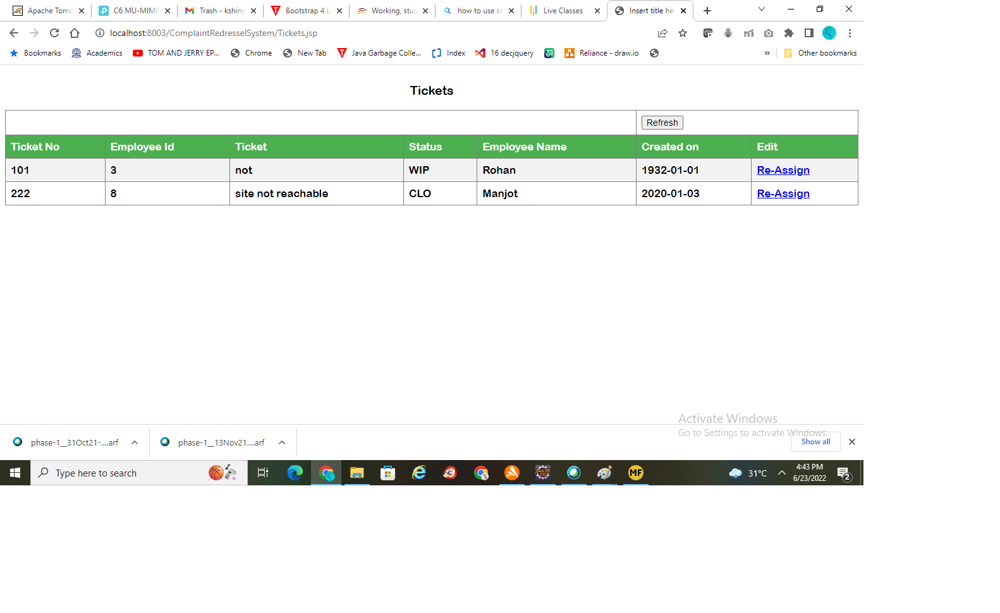 Apache Tomc
C6 MU-MIMO
Trash - kshiny
Bootstrap 4 L
Working, stud
how to use se
Live Classes
Insert title he
localhost:8003/ComplaintRedresselSystem/Tickets.jsp
Bookmarks
Academics
TOM AND JERRY EP...
Chrome
New Tab
Java Garbage Colle...
Index
16 decjquery
Reliance - draw.io
»
Other bookmarks
Tickets
Refresh
Ticket No Employee Id Ticket Status Employee Name Created on Edit
101 3 not WIP Rohan 1932-01-01 Re-Assign
222 8 site not reachable CLO Manjot 2020-01-03 Re-Assign
Activate Windows
Go to Settings to activate Windows.
phase-1__31Oct21-....arf
phase-1__13Nov21....arf
Show all
Type here to search
MF
31°C
4:43 PM
6/23/2022
2